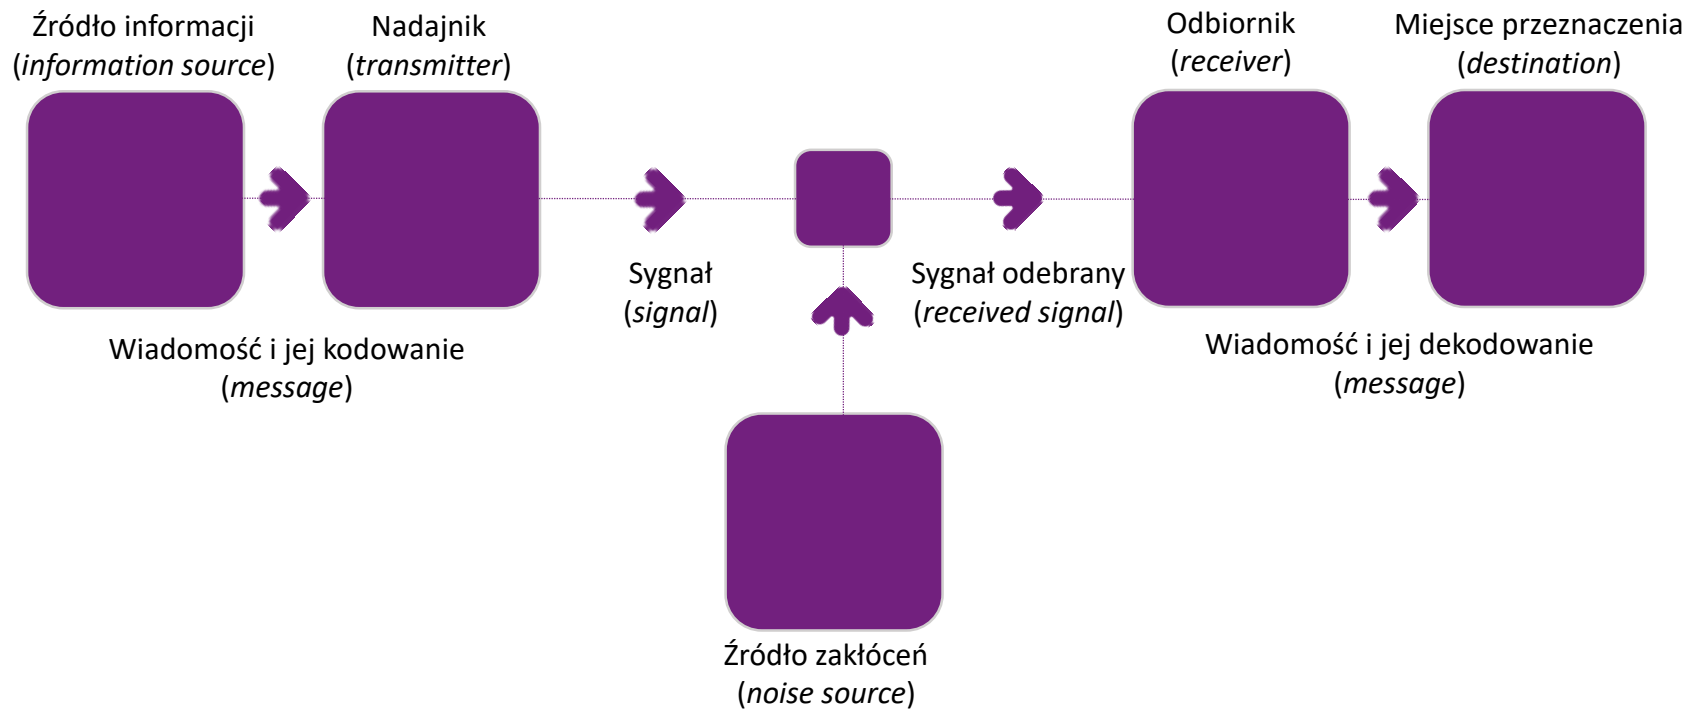 Źródło informacji
(information source)
Nadajnik
(transmitter)
Odbiornik
(receiver)
Miejsce przeznaczenia
(destination)
Sygnał
(signal)
Sygnał odebrany
(received signal)
Wiadomość i jej kodowanie
(message)
Wiadomość i jej dekodowanie
(message)
Źródło zakłóceń
(noise source)